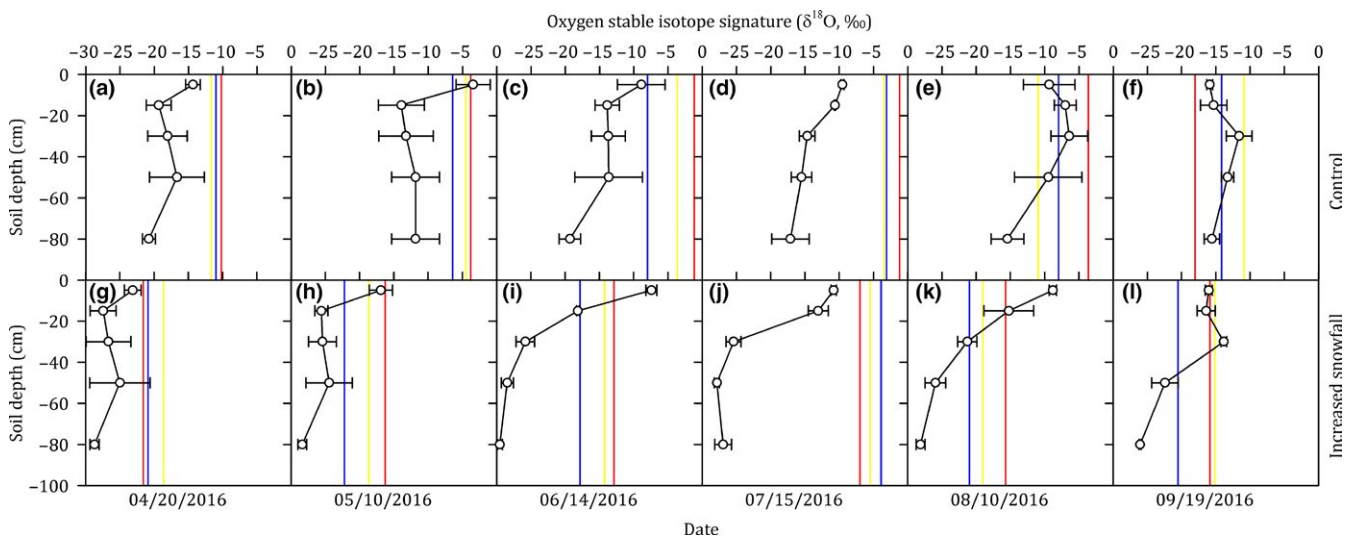 Oxygen stable isotope signature (δ¹⁸O, ‰)
−30 −25 −20 −15 −10 −5 0 −25 −20 −15 −10 −5 0 −25 −20 −15 −10 −5 0 −25 −20 −15 −10 −5 0 −25 −20 −15 −10 −5 0 −25 −20 −15 −10 −5 0
(a) (b) (c) (d) (e) (f)
0
−20
−40
−60
−80
Soil depth (cm)
Control
(g) (h) (i) (j) (k) (l)
0
−20
−40
−60
−80
−100
Soil depth (cm)
Increased snowfall
04/20/2016 05/10/2016 06/14/2016 07/15/2016 08/10/2016 09/19/2016
Date